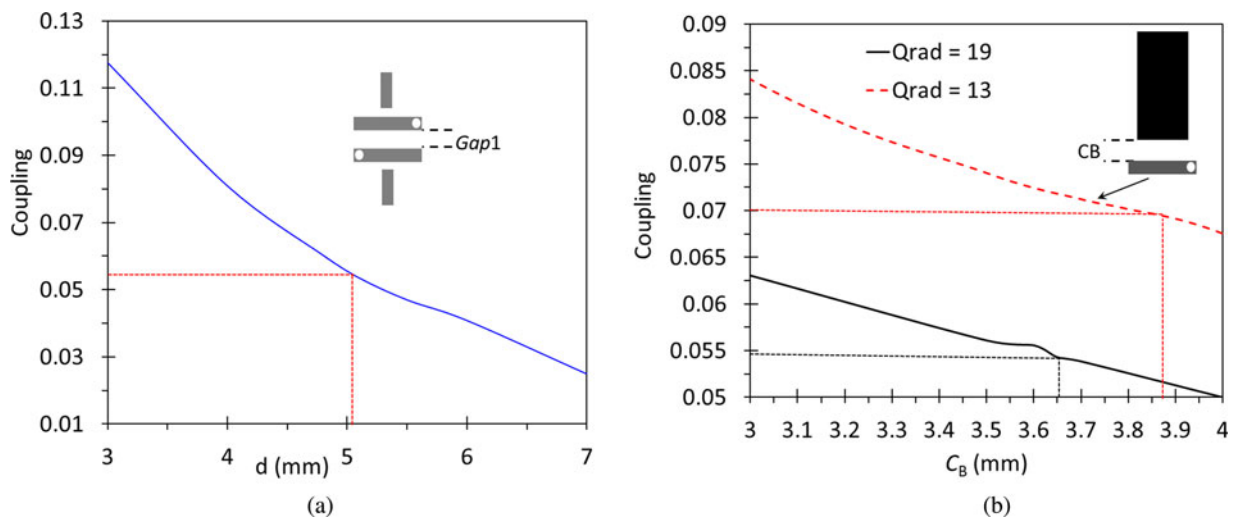 0.13
0.11
0.09
0.07
0.05
0.03
0.01
Coupling
3
4
5
6
7
d (mm)
Gap1
(a)
0.09
0.085
0.08
0.075
0.07
0.065
0.06
0.055
0.05
Coupling
Qrad = 19
Qrad = 13
CB
3 3.1 3.2 3.3 3.4 3.5 3.6 3.7 3.8 3.9 4
CB (mm)
(b)